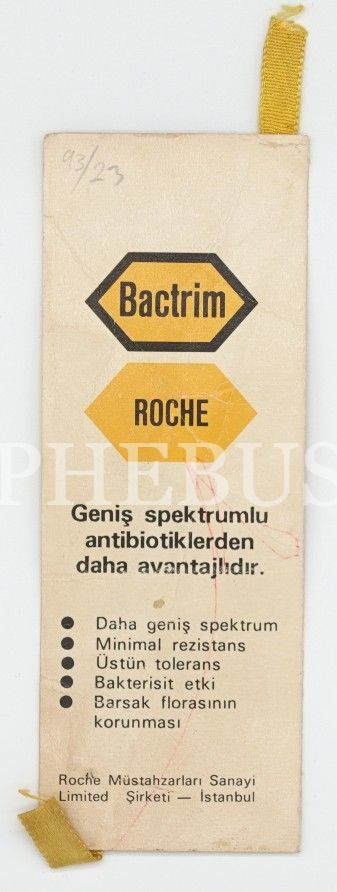 93/23
Bactrim
ROCHE
PHEBUS
Geniş spektrumlu
antibiotiklerden
daha avantajlıdır.
● Daha geniş spektrum
● Minimal rezistans
● Üstün tolerans
● Bakterisit etki
● Barsak florasının
korunması
Roche Müstahzarları Sanayi
Limited Şirketi — İstanbul